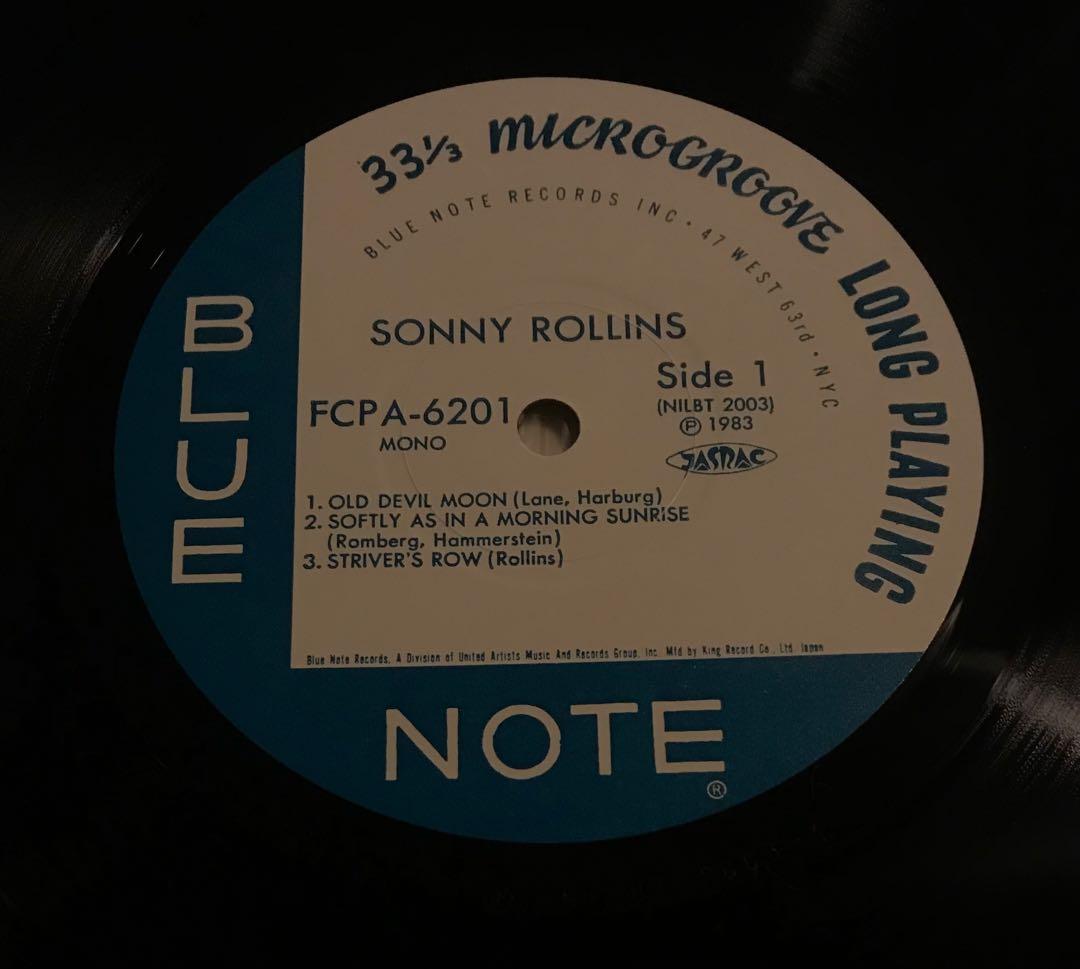 33⅓ MICROGROOVE LONG PLAYING
BLUE NOTE RECORDS INC · 47 WEST 63rd · NYC
SONNY ROLLINS
Side 1
FCPA-6201
(NILBT 2003)
MONO
Ⓟ 1983
JASRAC
1. OLD DEVIL MOON (Lane, Harburg)
2. SOFTLY AS IN A MORNING SUNRISE
(Romberg, Hammerstein)
3. STRIVER'S ROW (Rollins)
Blue Note Records, A Division of United Artists Music And Records Group, Inc. Mfd by King Record Co., Ltd. Japan
BLUE
NOTE®